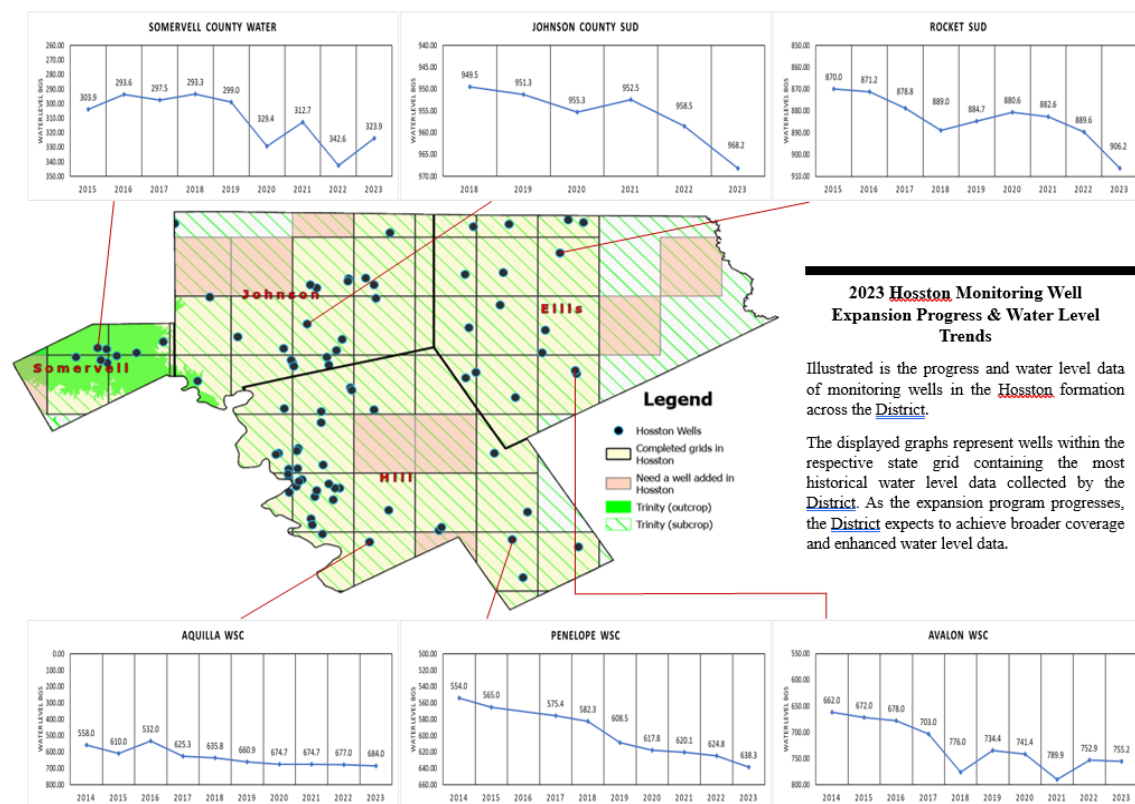 SOMERVELL COUNTY WATER
WATER LEVEL BGS
260.00
270.00
280.00
290.00
300.00
310.00
320.00
330.00
340.00
350.00
303.9
293.6
297.5
293.3
299.0
329.4
312.7
342.6
323.9
2015 2016 2017 2018 2019 2020 2021 2022 2023
JOHNSON COUNTY SUD
WATER LEVEL BGS
940.00
945.00
950.00
955.00
960.00
965.00
970.00
949.5
951.3
955.3
952.5
958.5
968.2
2018 2019 2020 2021 2022 2023
ROCKET SUD
WATER LEVEL BGS
850.00
860.00
870.00
880.00
890.00
900.00
910.00
870.0
871.2
878.8
889.0
884.7
880.6
882.6
889.6
906.2
2015 2016 2017 2018 2019 2020 2021 2022 2023
Johnson
Ellis
Somervell
Hill
Legend
Hosston Wells
Completed grids in
Hosston
Need a well added in
Hosston
Trinity (outcrop)
Trinity (subcrop)
2023 Hosston Monitoring Well
Expansion Progress & Water Level
Trends
Illustrated is the progress and water level data
of monitoring wells in the Hosston formation
across the District.
The displayed graphs represent wells within the
respective state grid containing the most
historical water level data collected by the
District. As the expansion program progresses,
the District expects to achieve broader coverage
and enhanced water level data.
AQUILLA WSC
WATER LEVEL BGS
0.00
100.00
200.00
300.00
400.00
500.00
600.00
700.00
800.00
558.0
610.0
532.0
625.3
635.8
660.9
674.7
674.7
677.0
684.0
2014 2015 2016 2017 2018 2019 2020 2021 2022 2023
PENELOPE WSC
WATER LEVEL BGS
500.00
520.00
540.00
560.00
580.00
600.00
620.00
640.00
660.00
554.0
565.0
575.4
582.3
608.5
617.8
620.1
624.8
638.3
2014 2015 2016 2017 2018 2019 2020 2021 2022 2023
AVALON WSC
WATER LEVEL BGS
550.00
600.00
650.00
700.00
750.00
800.00
662.0
672.0
678.0
703.0
776.0
734.4
741.4
789.9
752.9
755.2
2014 2015 2016 2017 2018 2019 2020 2021 2022 2023